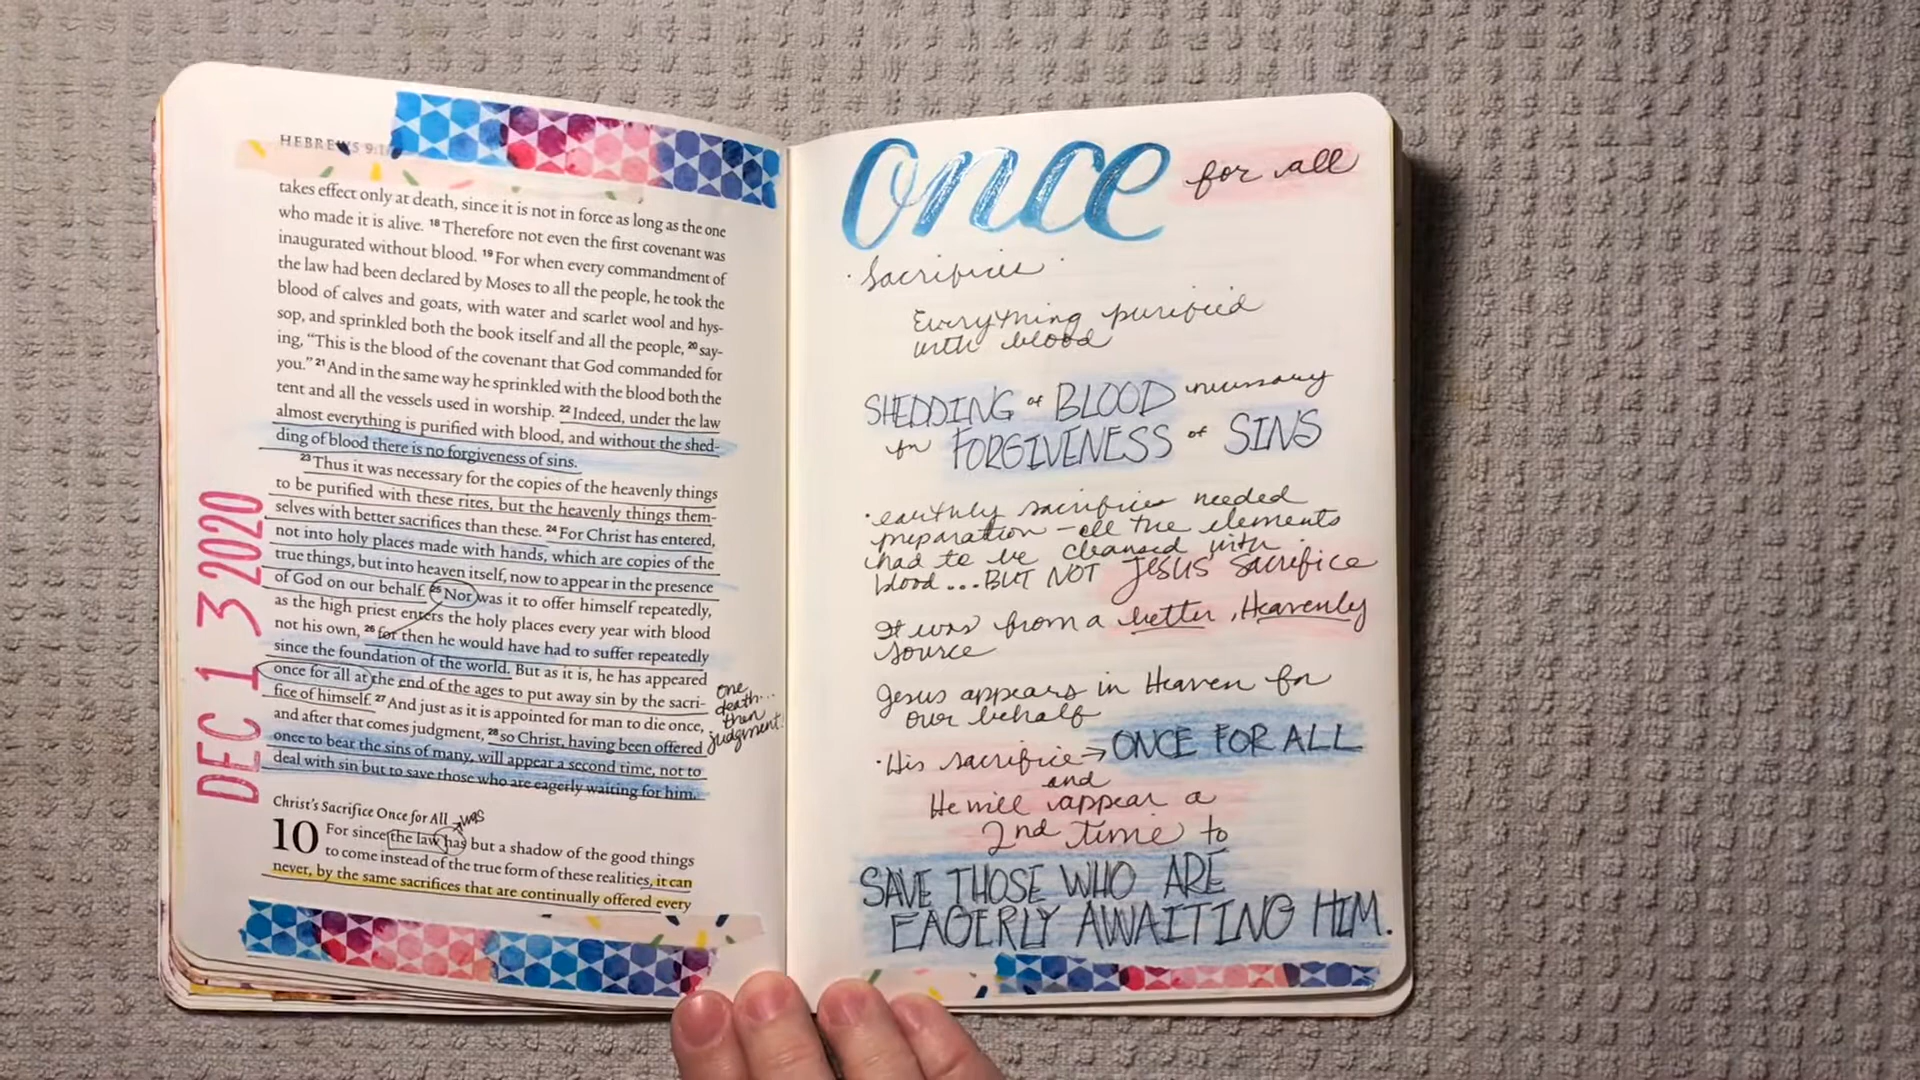 HEBREWS 9:1
takes effect only at death, since it is not in force as long as the one
who made it is alive. 18 Therefore not even the first covenant was
inaugurated without blood. 19 For when every commandment of
the law had been declared by Moses to all the people, he took the
blood of calves and goats, with water and scarlet wool and hys-
sop, and sprinkled both the book itself and all the people, 20 say-
ing, “This is the blood of the covenant that God commanded for
you.” 21 And in the same way he sprinkled with the blood both the
tent and all the vessels used in worship. 22 Indeed, under the law
almost everything is purified with blood, and without the shed-
ding of blood there is no forgiveness of sins.
23 Thus it was necessary for the copies of the heavenly things
to be purified with these rites, but the heavenly things them-
selves with better sacrifices than these. 24 For Christ has entered,
not into holy places made with hands, which are copies of the
true things, but into heaven itself, now to appear in the presence
of God on our behalf. 25 Nor was it to offer himself repeatedly,
as the high priest enters the holy places every year with blood
not his own, 26 for then he would have had to suffer repeatedly
since the foundation of the world. But as it is, he has appeared
once for all at the end of the ages to put away sin by the sacri-
fice of himself. 27 And just as it is appointed for man to die once,
and after that comes judgment, 28 so Christ, having been offered
once to bear the sins of many, will appear a second time, not to
deal with sin but to save those who are eagerly waiting for him.
one
death...
then
judgment.
DEC 13 2020
Christ's Sacrifice Once for All
was
10 For since the law has but a shadow of the good things
to come instead of the true form of these realities, it can
never, by the same sacrifices that are continually offered every
once for all
· Sacrifices ·
Everything purified
with blood
SHEDDING of BLOOD necessary
for FORGIVENESS of SINS
· earthly sacrifices needed
preparation - all the elements
had to be cleansed with
blood... BUT NOT JESUS' Sacrifice
It was from a better, Heavenly
source
Jesus appears in Heaven for
our behalf
· His sacrifice → ONCE FOR ALL
and
He will appear a
2nd time to
SAVE THOSE WHO ARE
EAGERLY AWAITING HIM.